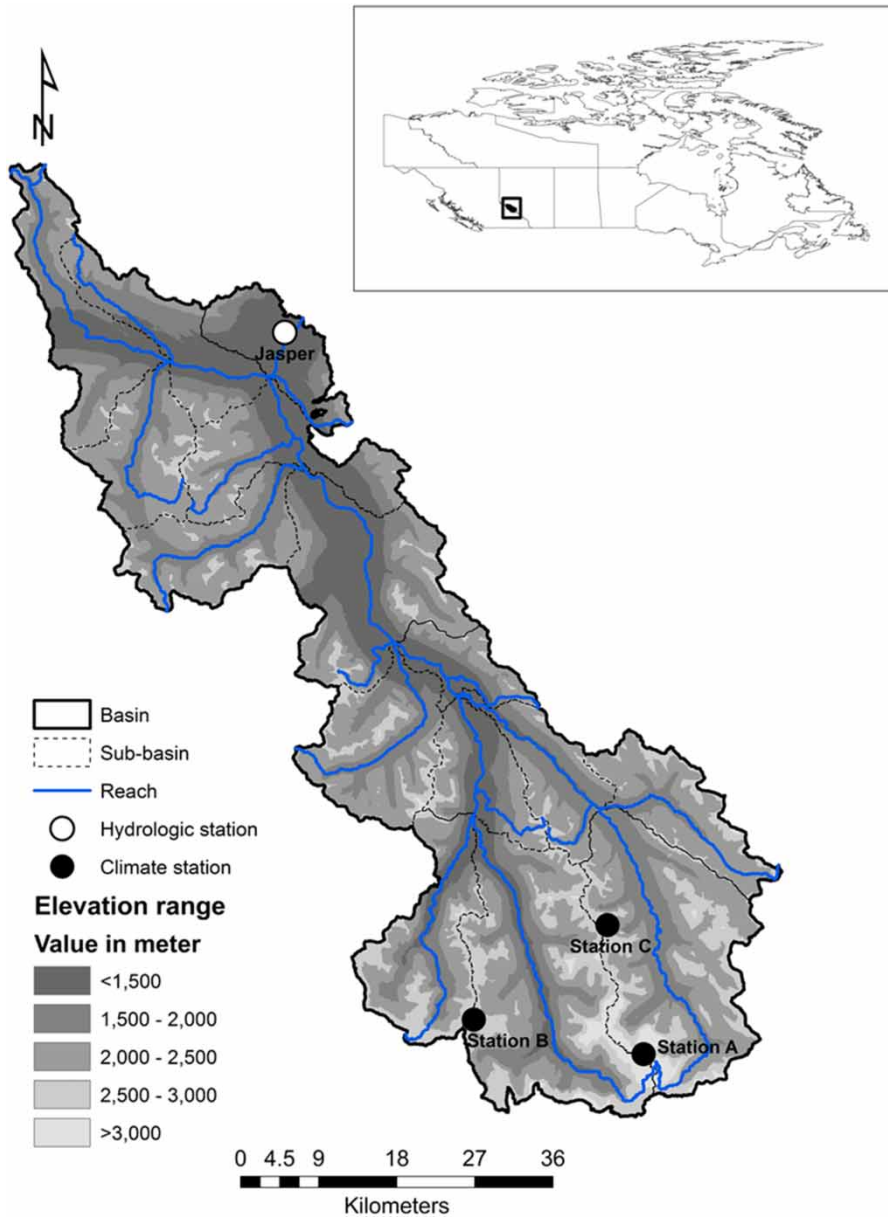 N
Jasper
Basin
Sub-basin
Reach
Hydrologic station
Climate station
Elevation range
Value in meter
<1,500
1,500 - 2,000
2,000 - 2,500
2,500 - 3,000
>3,000
Station C
Station B
Station A
0 4.5 9 18 27 36
Kilometers